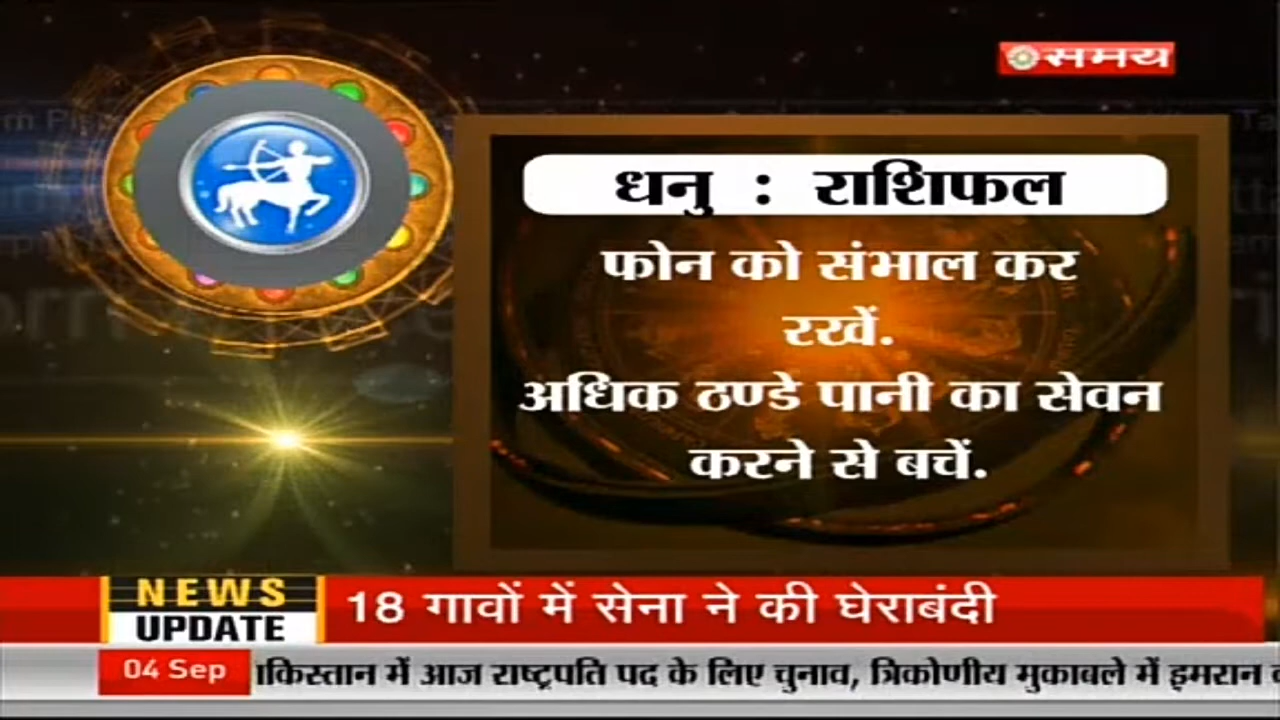 समय
धनु : राशिफल
फोन को संभाल कर
रखें.
अधिक ठण्डे पानी का सेवन
करने से बचें.
NEWS
UPDATE
18 गावों में सेना ने की घेराबंदी
04 Sep
में आज राष्ट्रपति पद के लिए चुनाव, त्रिकोणीय मुकाबले में इमरान